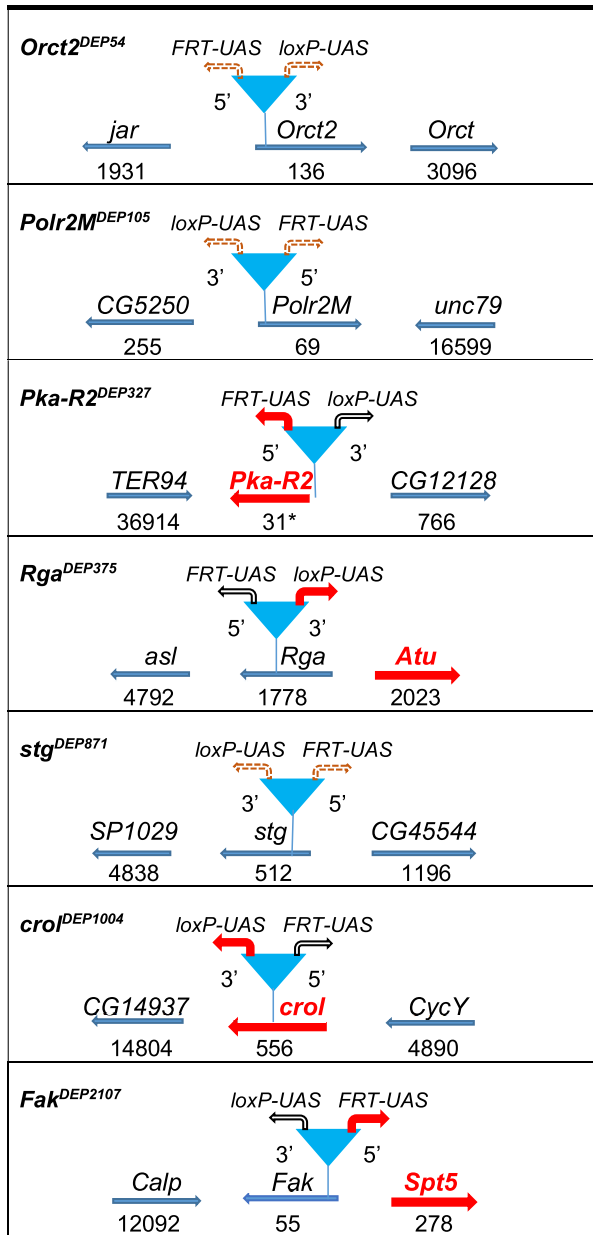 Orct2DEP54
FRT-UAS loxP-UAS
5’ 3’
jar Orct2 Orct
1931 136 3096
Polr2MDEP105
loxP-UAS FRT-UAS
3’ 5’
CG5250 Polr2M unc79
255 69 16599
Pka-R2DEP327
FRT-UAS loxP-UAS
5’ 3’
TER94 Pka-R2 CG12128
36914 31* 766
RgaDEP375
FRT-UAS loxP-UAS
5’ 3’
asl Rga Atu
4792 1778 2023
stgDEP871
loxP-UAS FRT-UAS
3’ 5’
SP1029 stg CG45544
4838 512 1196
crolDEP1004
loxP-UAS FRT-UAS
3’ 5’
CG14937 crol CycY
14804 556 4890
FakDEP2107
loxP-UAS FRT-UAS
3’ 5’
Calp Fak Spt5
12092 55 278